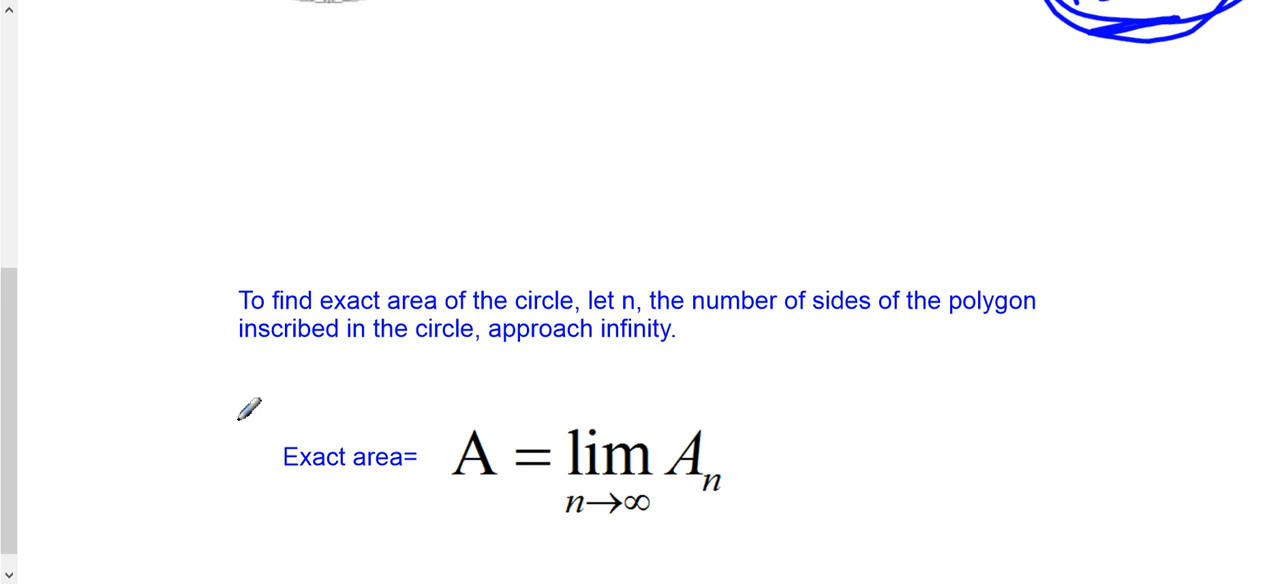 To find exact area of the circle, let n, the number of sides of the polygon
inscribed in the circle, approach infinity.
Exact area= A = lim Aₙ
n→∞